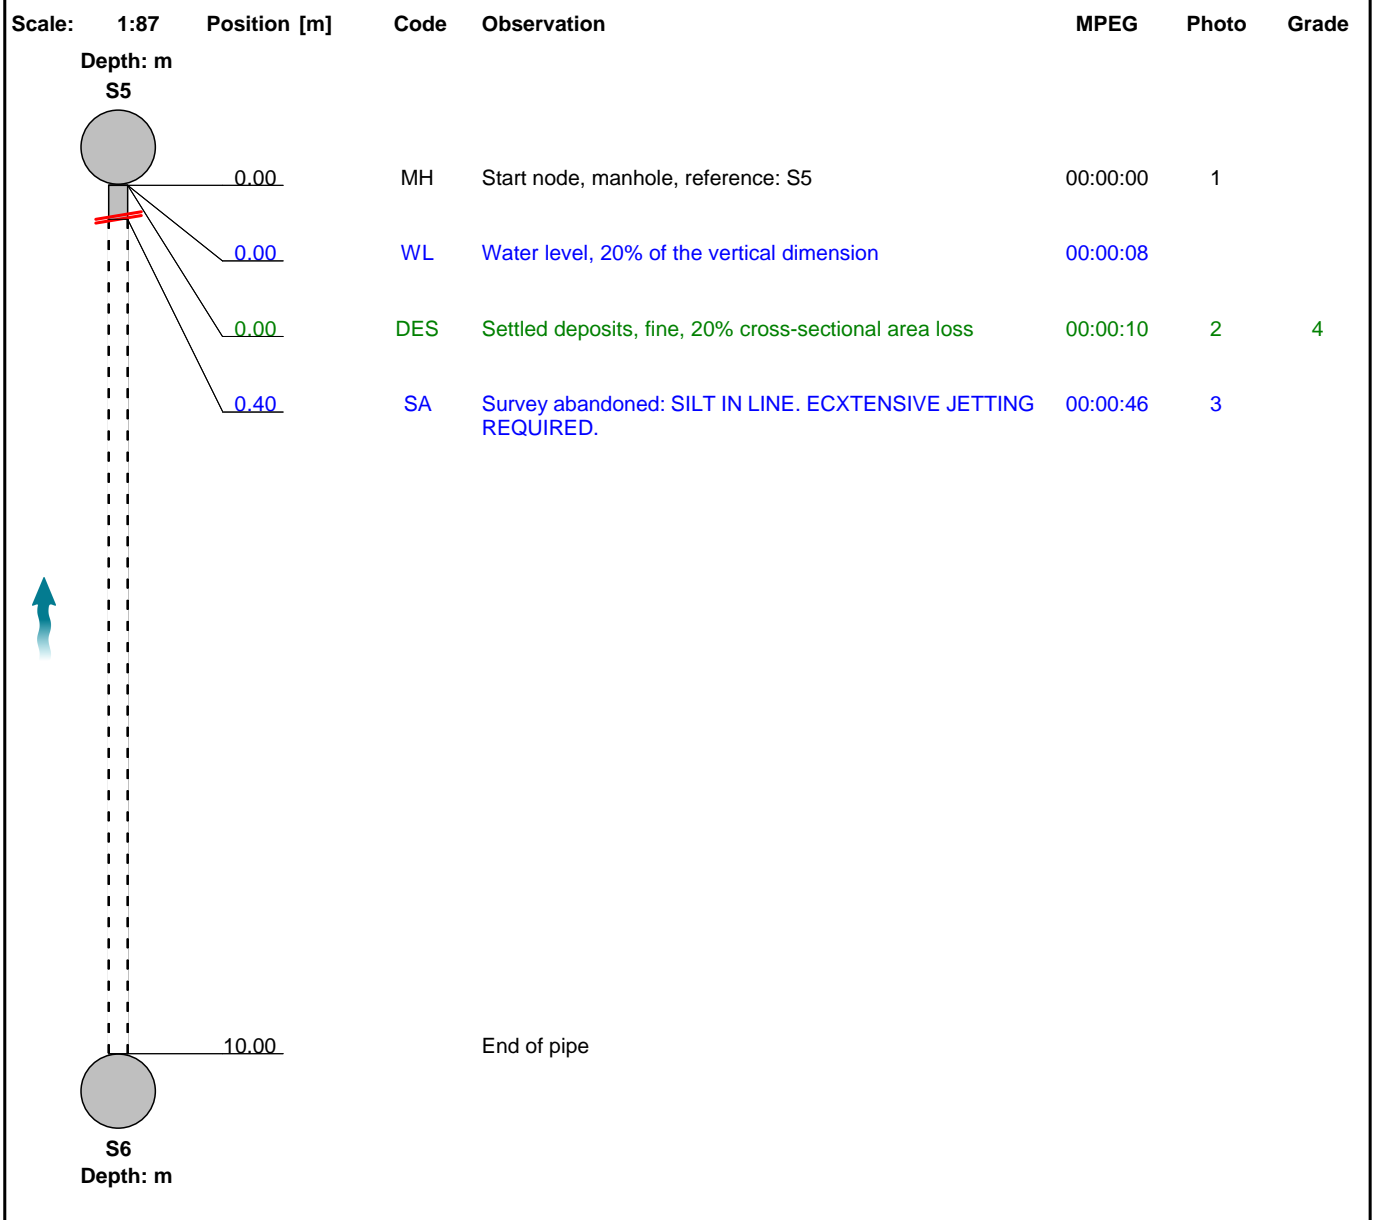 Scale: 1:87 Position [m] Code Observation MPEG Photo Grade
Depth: m
S5
0.00 MH Start node, manhole, reference: S5 00:00:00 1
0.00 WL Water level, 20% of the vertical dimension 00:00:08
0.00 DES Settled deposits, fine, 20% cross-sectional area loss 00:00:10 2 4
0.40 SA Survey abandoned: SILT IN LINE. ECXTENSIVE JETTING 00:00:46 3
REQUIRED.
10.00 End of pipe
S6
Depth: m